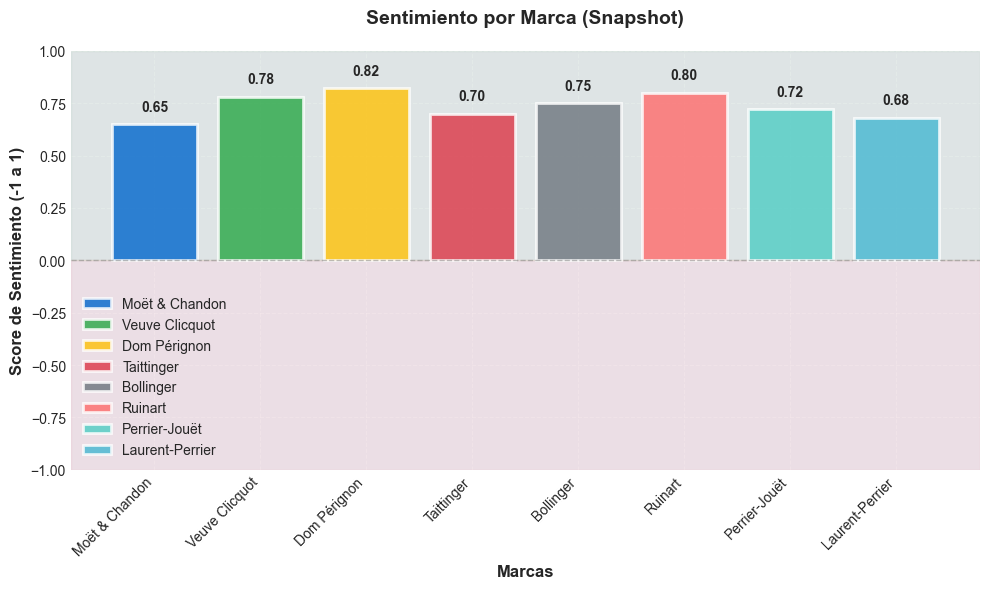 Sentimiento por Marca (Snapshot)
Score de Sentimiento (-1 a 1)
1.00
0.75
0.50
0.25
0.00
−0.25
−0.50
−0.75
−1.00
0.65
0.78
0.82
0.70
0.75
0.80
0.72
0.68
Moët & Chandon
Veuve Clicquot
Dom Pérignon
Taittinger
Bollinger
Ruinart
Perrier-Jouët
Laurent-Perrier
Moët & Chandon
Veuve Clicquot
Dom Pérignon
Taittinger
Bollinger
Ruinart
Perrier-Jouët
Laurent-Perrier
Marcas